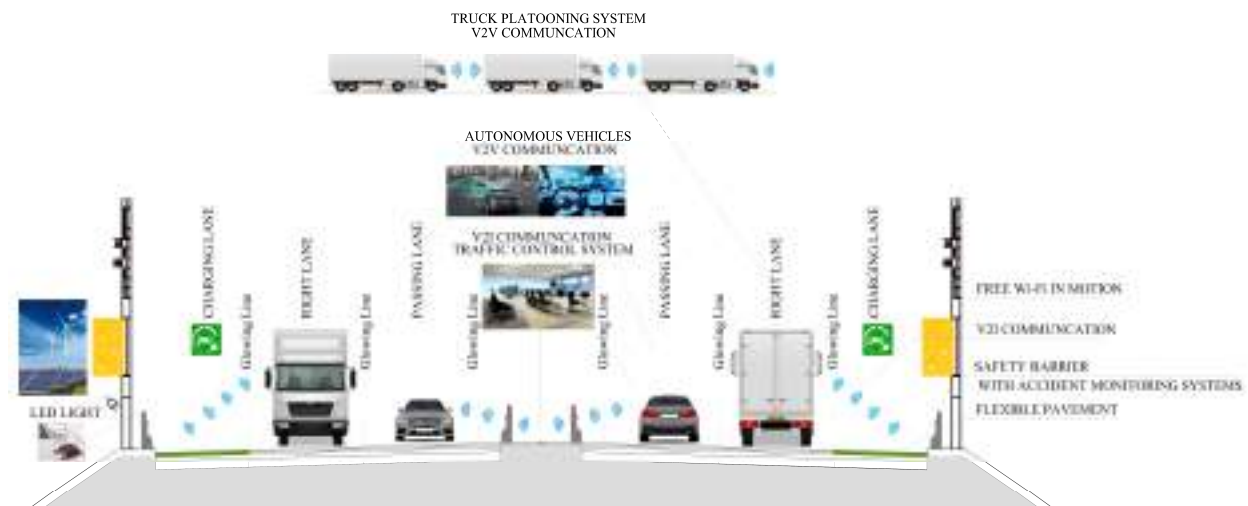 TRUCK PLATOONING SYSTEM
V2V COMMUNCATION
AUTONOMOUS VEHICLES
V2V COMMUNCATION
V2I COMMUNCATION
TRAFFIC CONTROL SYSTEM
CHARGING LANE
Glowing Line
RIGHT LANE
Glowing Line
PASSING LANE
Glowing Line
Glowing Line
PASSING LANE
Glowing Line
RIGHT LANE
Glowing Line
CHARGING LANE
LED LIGHT
FREE Wi-Fi IN MOTION
V2I COMMUNCATION
SAFETY BARRIER
WITH ACCIDENT MONITORING SYSTEMS
FLEXIBLE PAVEMENT